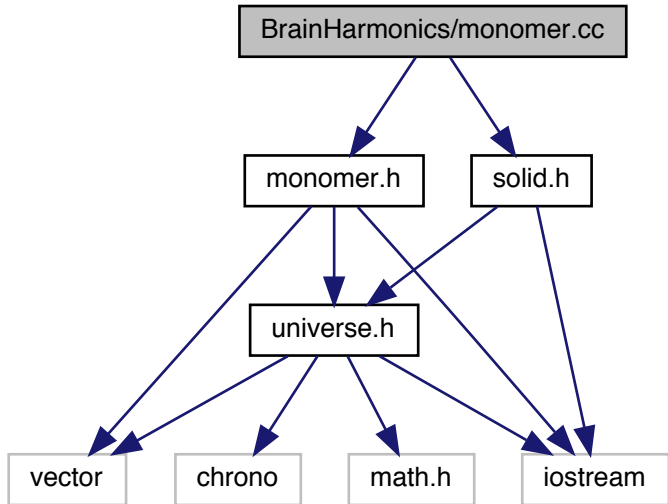 BrainHarmonics/monomer.cc
monomer.h
solid.h
universe.h
vector
chrono
math.h
iostream